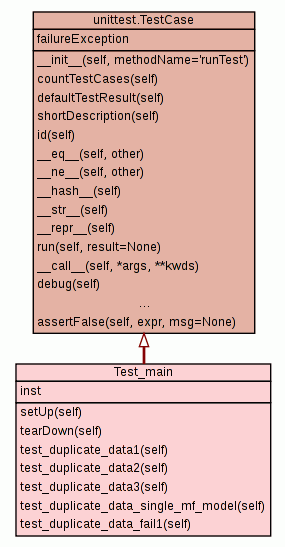 unittest.TestCase
failureException
__init__(self, methodName='runTest')
countTestCases(self)
defaultTestResult(self)
shortDescription(self)
id(self)
__eq__(self, other)
__ne__(self, other)
__hash__(self)
__str__(self)
__repr__(self)
run(self, result=None)
__call__(self, *args, **kwds)
debug(self)
...
assertFalse(self, expr, msg=None)
Test_main
inst
setUp(self)
tearDown(self)
test_duplicate_data1(self)
test_duplicate_data2(self)
test_duplicate_data3(self)
test_duplicate_data_single_mf_model(self)
test_duplicate_data_fail1(self)